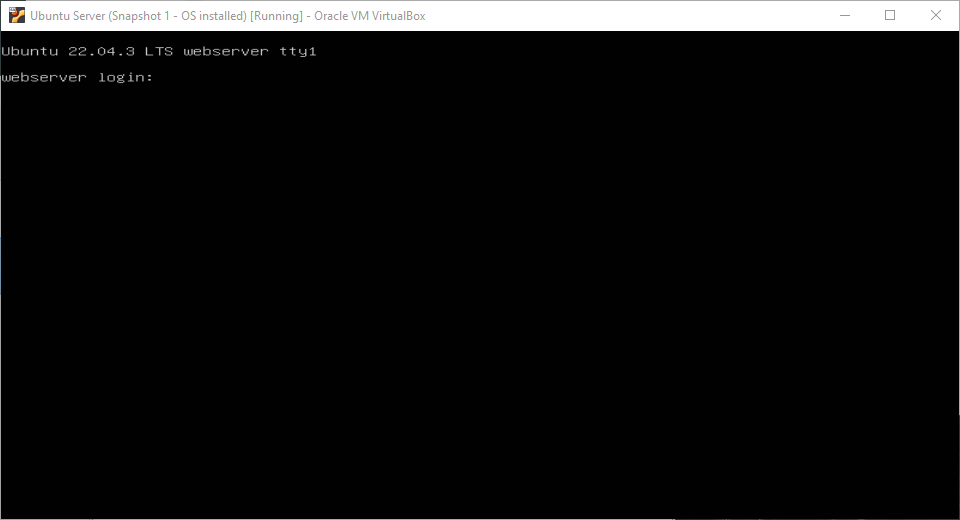 Ubuntu Server (Snapshot 1 - OS installed) [Running] - Oracle VM VirtualBox
Ubuntu 22.04.3 LTS webserver tty1
webserver login: